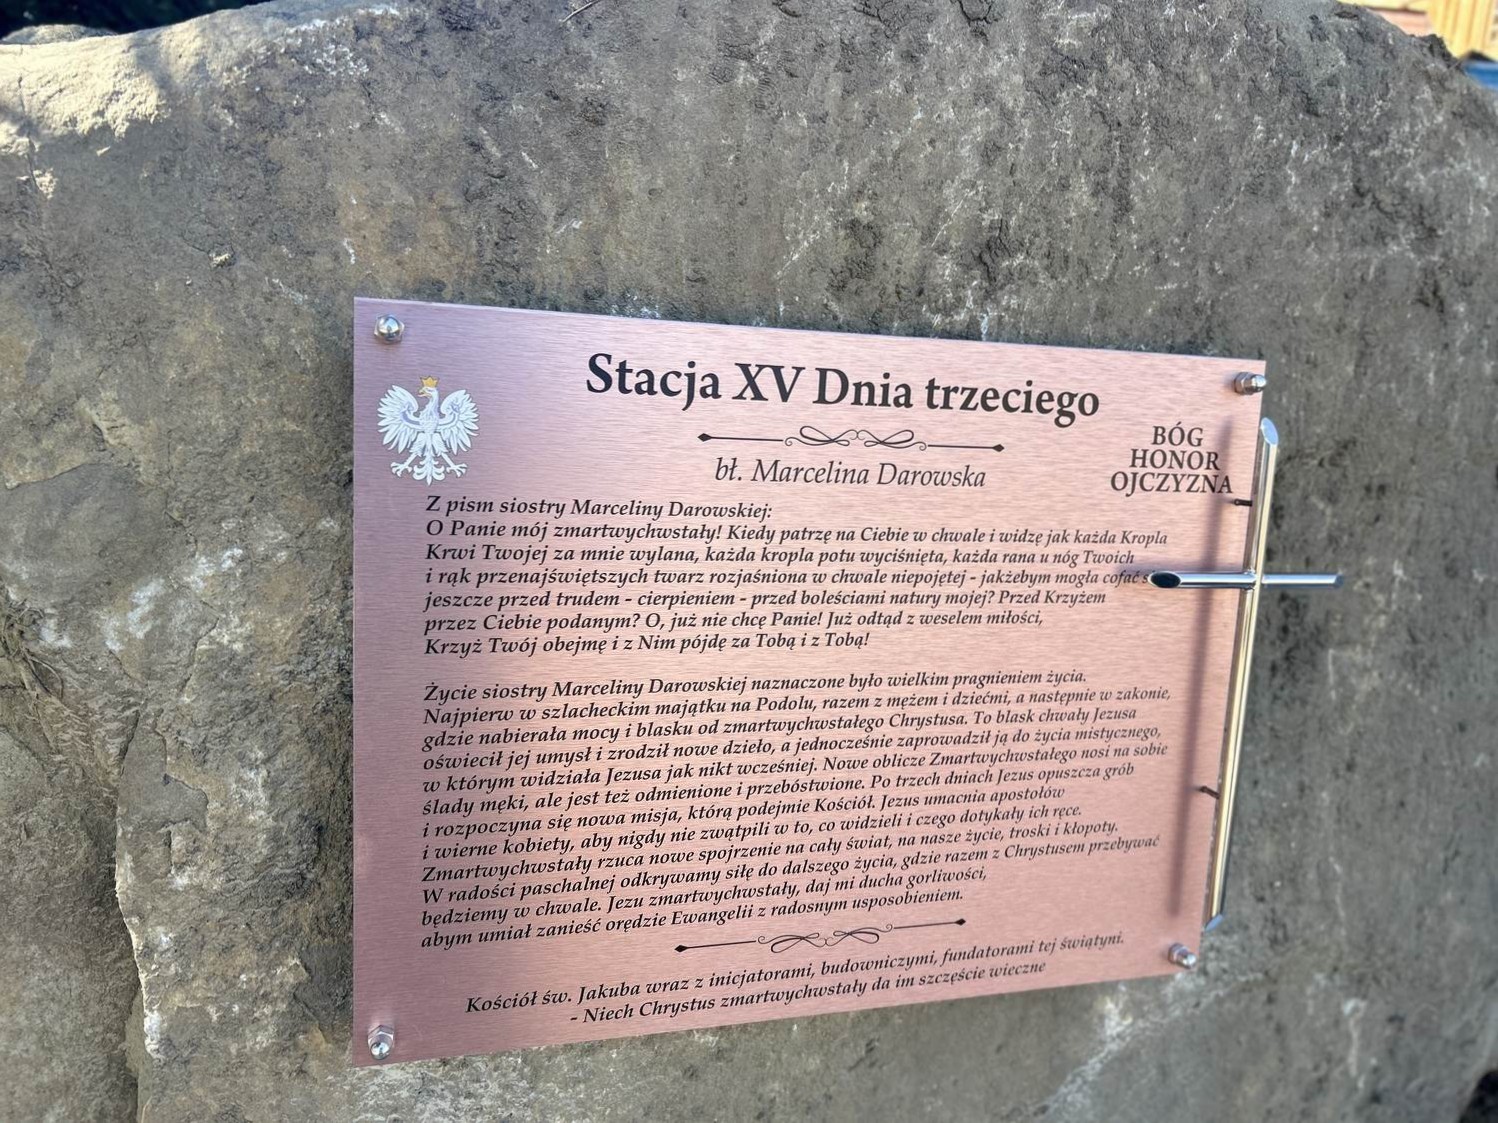 Stacja XV Dnia trzeciego
BÓG
HONOR
OJCZYZNA
bł. Marcelina Darowska
Z pism siostry Marceliny Darowskiej:
O Panie mój zmartwychwstały! Kiedy patrzę na Ciebie w chwale i widzę jak każda Kropla
Krwi Twojej za mnie wylana, każda kropla potu wyciśnięta, każda rana u nóg Twoich
i rąk przenajświętszych twarz rozjaśniona w chwale niepojętej - jakżebym mogła cofać
jeszcze przed trudem - cierpieniem - przed boleściami natury mojej? Przed Krzyżem
przez Ciebie podanym? O, już nie chcę Panie! Już odtąd z weselem miłości,
Krzyż Twój obejmę i z Nim pójdę za Tobą i z Tobą!
Życie siostry Marceliny Darowskiej naznaczone było wielkim pragnieniem życia.
Najpierw w szlacheckim majątku na Podolu, razem z mężem i dziećmi, a następnie w zakonie,
gdzie nabierała mocy i blasku od zmartwychwstałego Chrystusa. To blask chwały Jezusa
oświecił jej umysł i zrodził nowe dzieło, a jednocześnie zaprowadził ją do życia mistycznego,
w którym widziała Jezusa jak nikt wcześniej. Nowe oblicze Zmartwychwstałego nosi na sobie
ślady męki, ale jest też odmienione i przebóstwione. Po trzech dniach Jezus opuszcza grób
i rozpoczyna się nowa misja, którą podejmie Kościół. Jezus umacnia apostołów
i wierne kobiety, aby nigdy nie zwątpili w to, co widzieli i czego dotykały ich ręce.
Zmartwychwstały rzuca nowe spojrzenie na cały świat, na nasze życie, troski i kłopoty.
W radości paschalnej odkrywamy siłę do dalszego życia, gdzie razem z Chrystusem przebywać
będziemy w chwale. Jezu zmartwychwstały, daj mi ducha gorliwości,
abym umiał zanieść orędzie Ewangelii z radosnym usposobieniem.
Kościół św. Jakuba wraz z inicjatorami, budowniczymi, fundatorami tej świątyni.
- Niech Chrystus zmartwychwstały da im szczęście wieczne